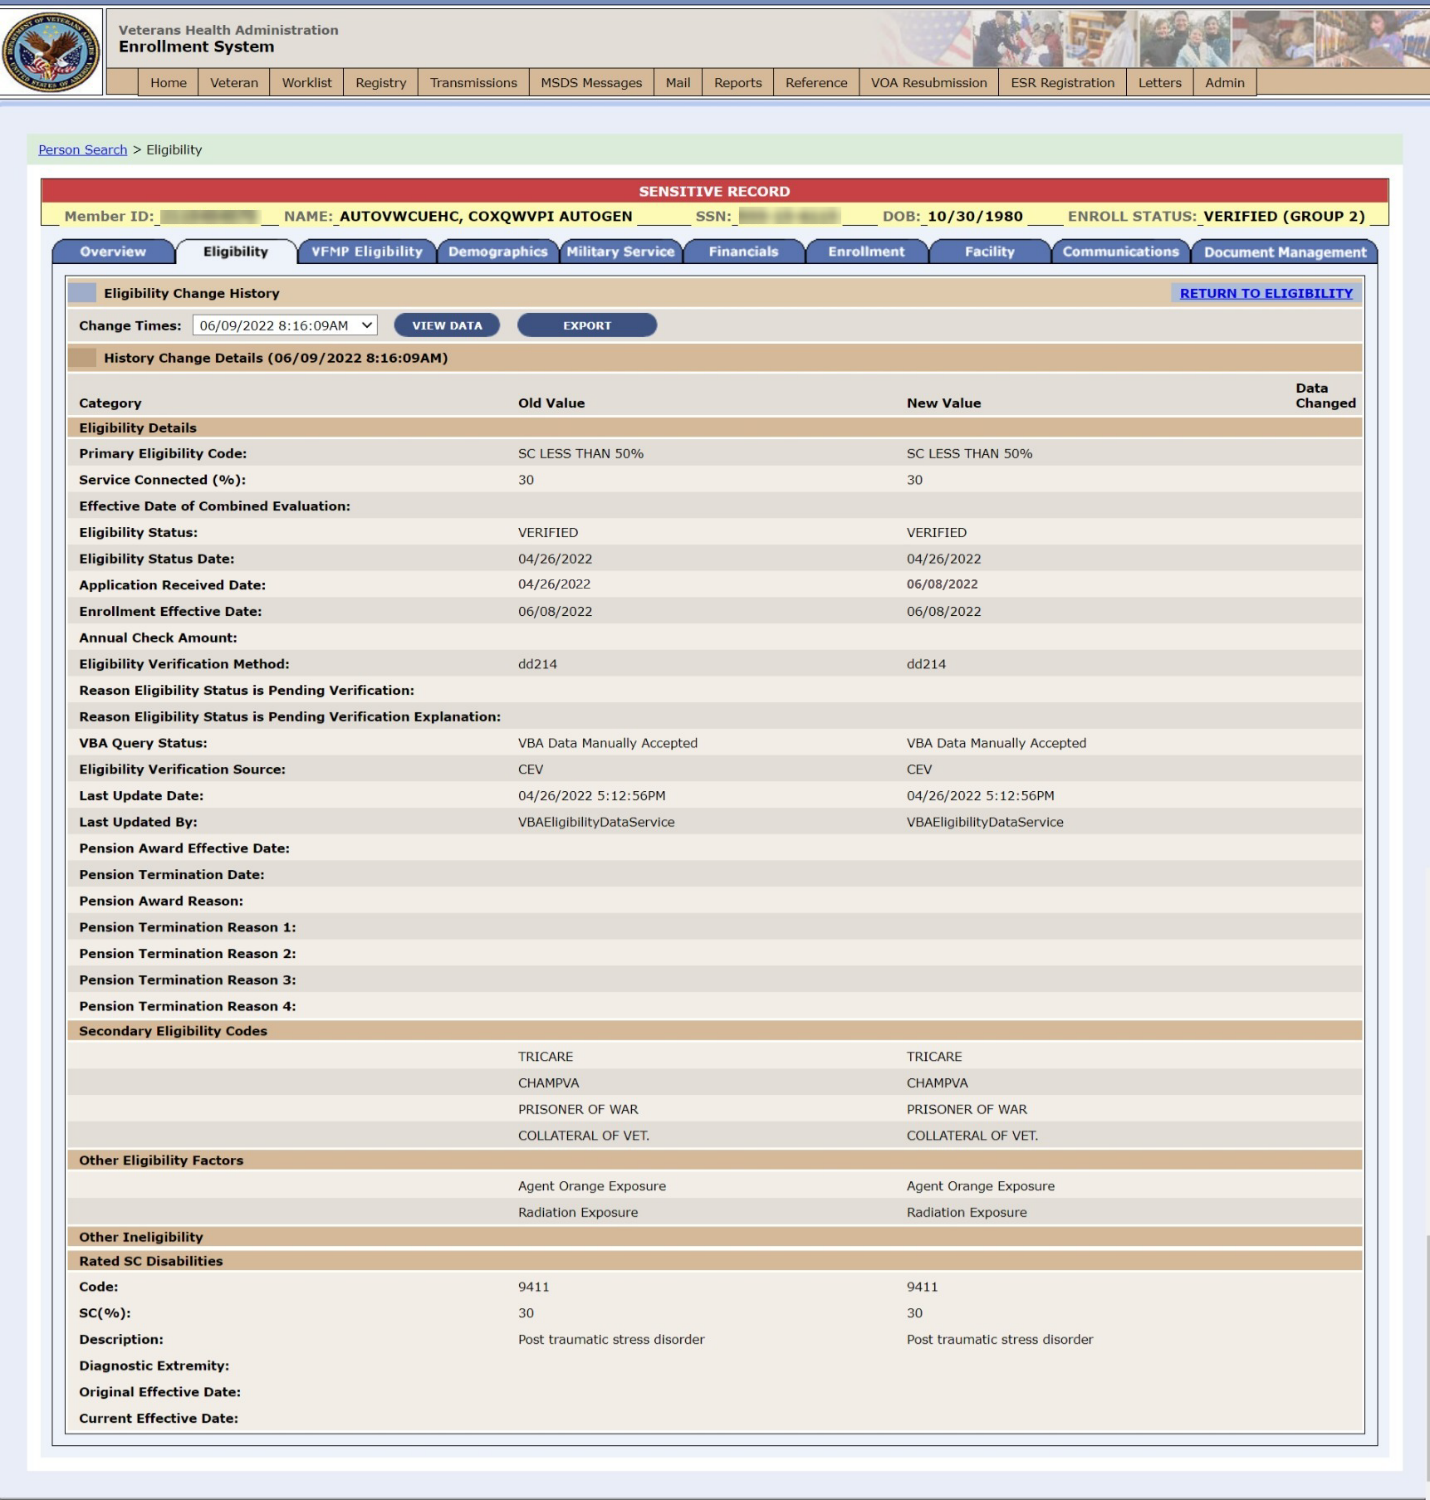 Veterans Health Administration
Enrollment System
Home Veteran Worklist Registry Transmissions MSDS Messages Mail Reports Reference VOA Resubmission ESR Registration Letters Admin
Person Search > Eligibility
SENSITIVE RECORD
Member ID: NAME: AUTOVWCUEHC, COXQWVPI AUTOGEN SSN: DOB: 10/30/1980 ENROLL STATUS: VERIFIED (GROUP 2)
Overview Eligibility VFMP Eligibility Demographics Military Service Financials Enrollment Facility Communications Document Management
Eligibility Change History RETURN TO ELIGIBILITY
Change Times: 06/09/2022 8:16:09AM VIEW DATA EXPORT
History Change Details (06/09/2022 8:16:09AM)
Category Old Value New Value Data Changed
Eligibility Details
Primary Eligibility Code: SC LESS THAN 50% SC LESS THAN 50%
Service Connected (%): 30 30
Effective Date of Combined Evaluation:
Eligibility Status: VERIFIED VERIFIED
Eligibility Status Date: 04/26/2022 04/26/2022
Application Received Date: 04/26/2022 06/08/2022
Enrollment Effective Date: 06/08/2022 06/08/2022
Annual Check Amount:
Eligibility Verification Method: dd214 dd214
Reason Eligibility Status is Pending Verification:
Reason Eligibility Status is Pending Verification Explanation:
VBA Query Status: VBA Data Manually Accepted VBA Data Manually Accepted
Eligibility Verification Source: CEV CEV
Last Update Date: 04/26/2022 5:12:56PM 04/26/2022 5:12:56PM
Last Updated By: VBAEligibilityDataService VBAEligibilityDataService
Pension Award Effective Date:
Pension Termination Date:
Pension Award Reason:
Pension Termination Reason 1:
Pension Termination Reason 2:
Pension Termination Reason 3:
Pension Termination Reason 4:
Secondary Eligibility Codes
TRICARE TRICARE
CHAMPVA CHAMPVA
PRISONER OF WAR PRISONER OF WAR
COLLATERAL OF VET. COLLATERAL OF VET.
Other Eligibility Factors
Agent Orange Exposure Agent Orange Exposure
Radiation Exposure Radiation Exposure
Other Ineligibility
Rated SC Disabilities
Code: 9411 9411
SC(%): 30 30
Description: Post traumatic stress disorder Post traumatic stress disorder
Diagnostic Extremity:
Original Effective Date:
Current Effective Date: